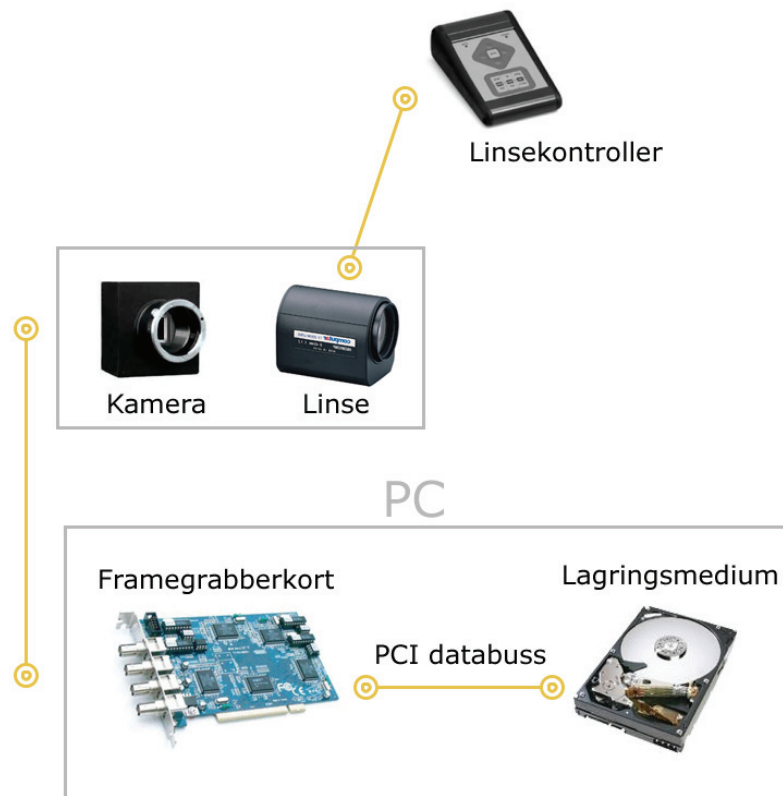 Linsekontroller
Kamera
Linse
PC
Framegrabberkort
Lagringsmedium
PCI databuss